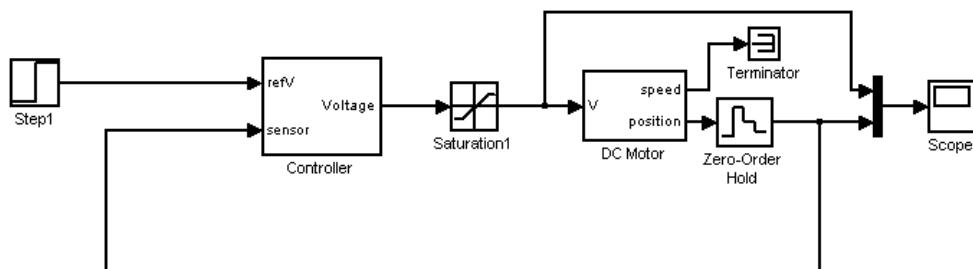 Step1
refV
sensor
Voltage
Controller
Saturation1
V
speed
position
DC Motor
Terminator
Zero-Order
Hold
Scope